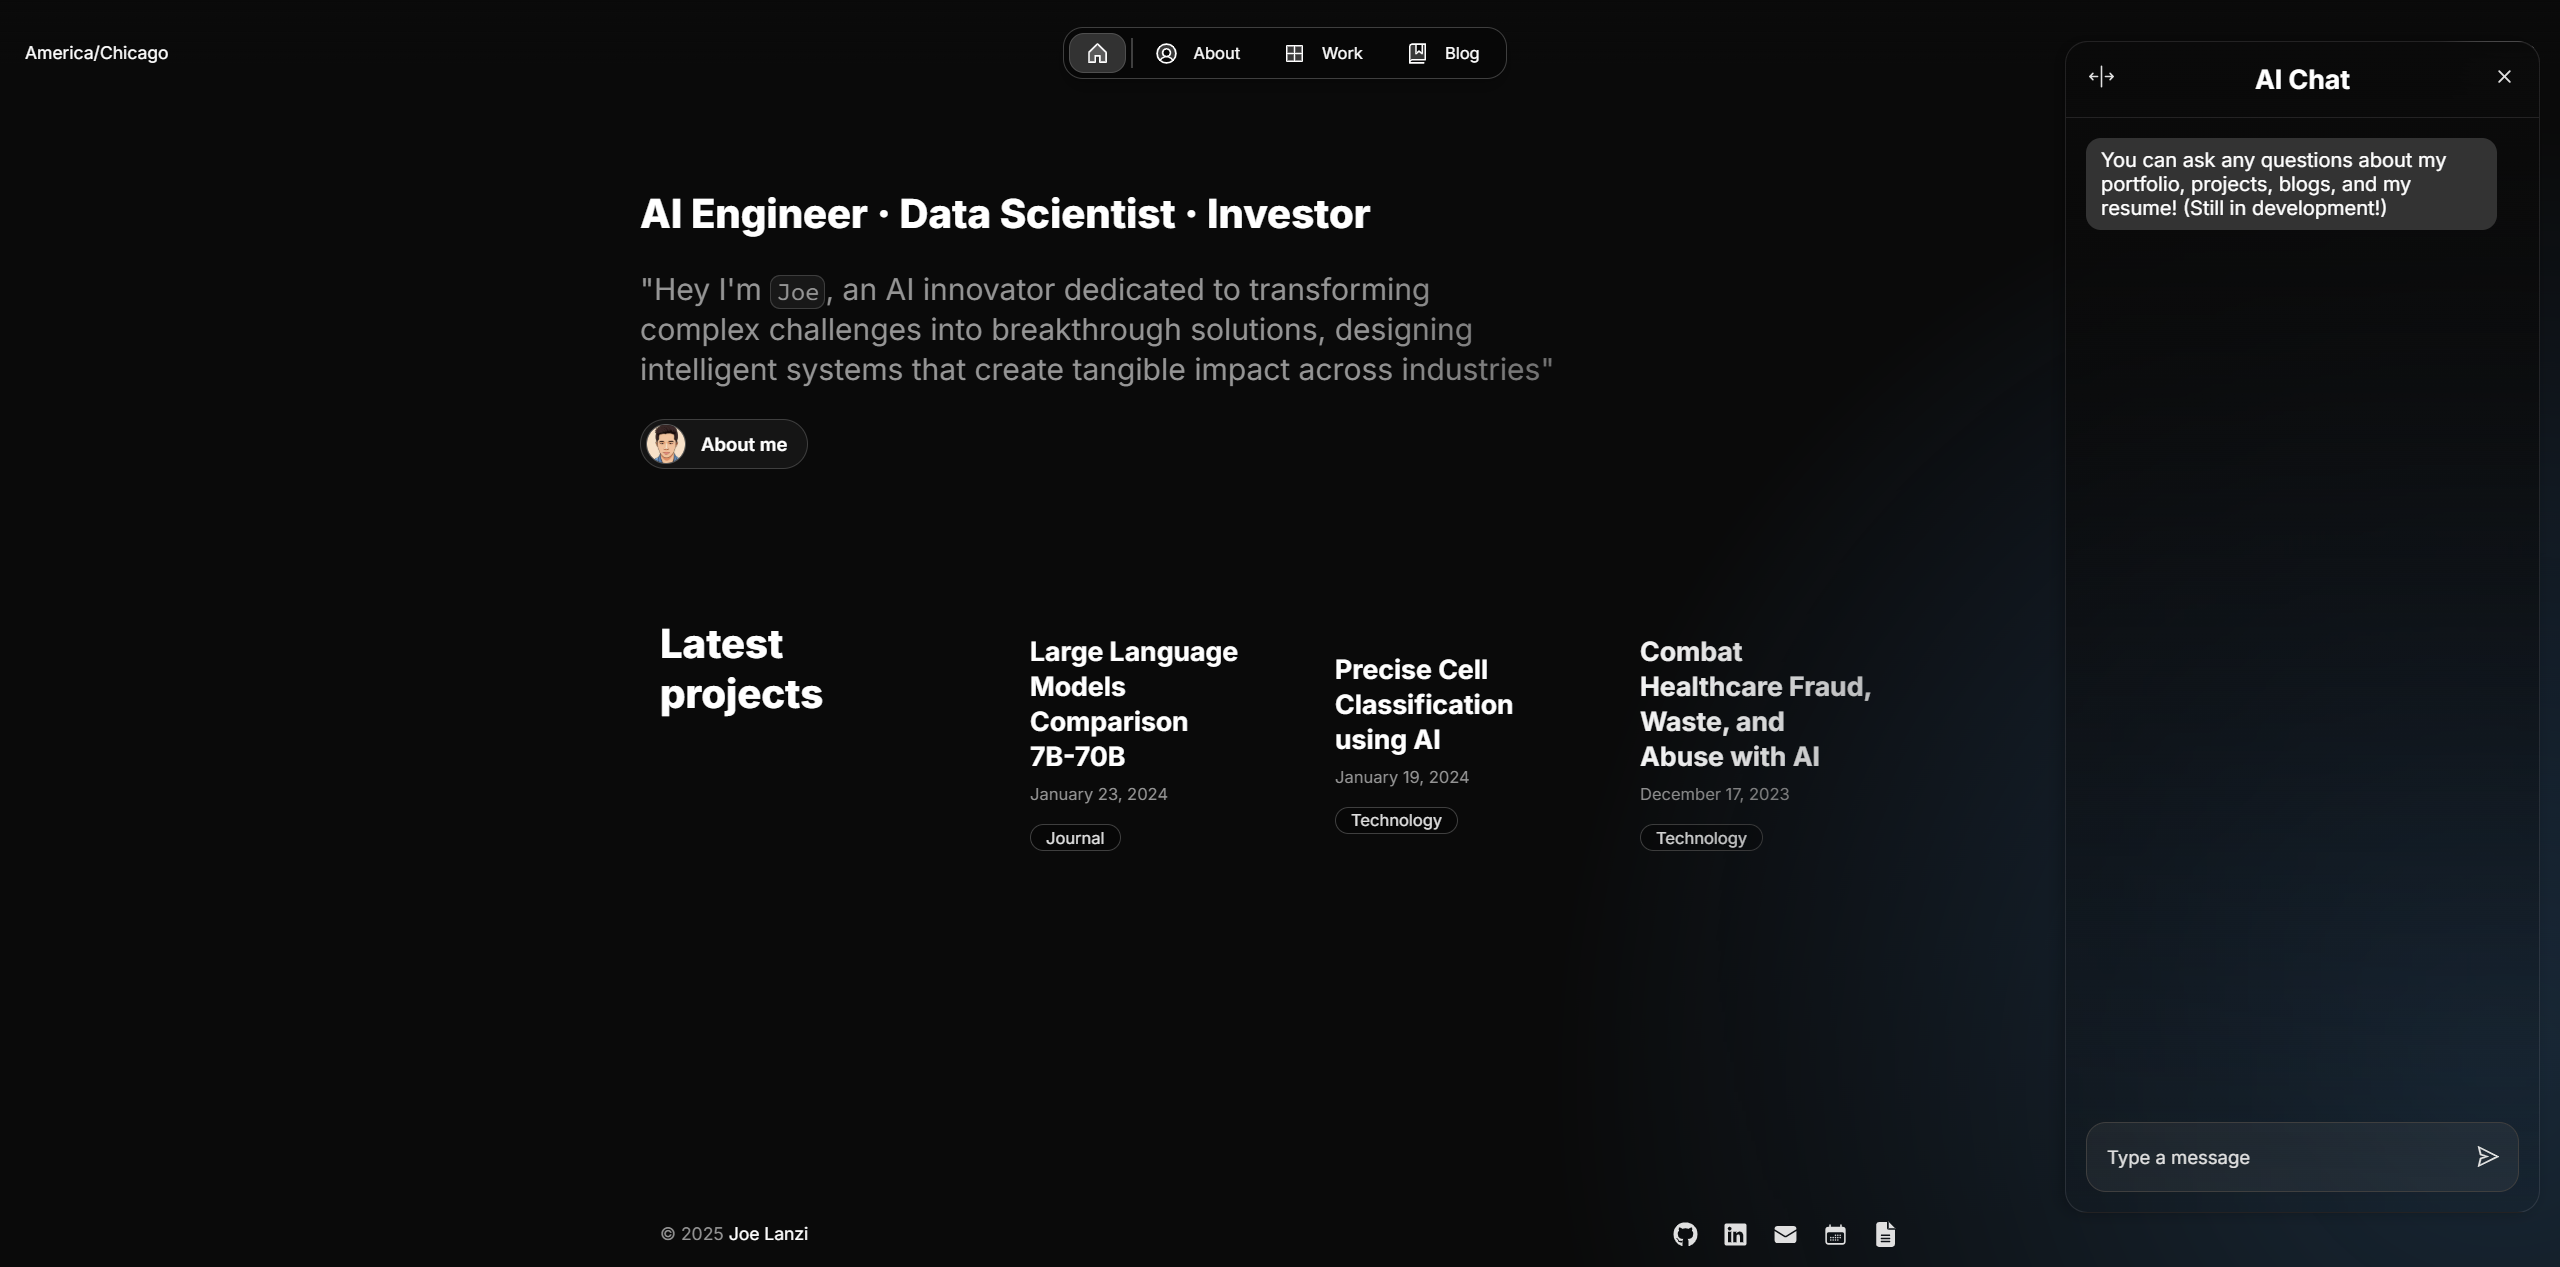 America/Chicago
About
Work
Blog
AI Engineer · Data Scientist · Investor
"Hey I'm Joe, an AI innovator dedicated to transforming
complex challenges into breakthrough solutions, designing
intelligent systems that create tangible impact across industries"
About me
Latest
projects
Large Language
Models
Comparison
7B-70B
January 23, 2024
Journal
Precise Cell
Classification
using AI
January 19, 2024
Technology
Combat
Healthcare Fraud,
Waste, and
Abuse with AI
December 17, 2023
Technology
© 2025 Joe Lanzi
in
AI Chat
You can ask any questions about my
portfolio, projects, blogs, and my
resume! (Still in development!)
Type a message